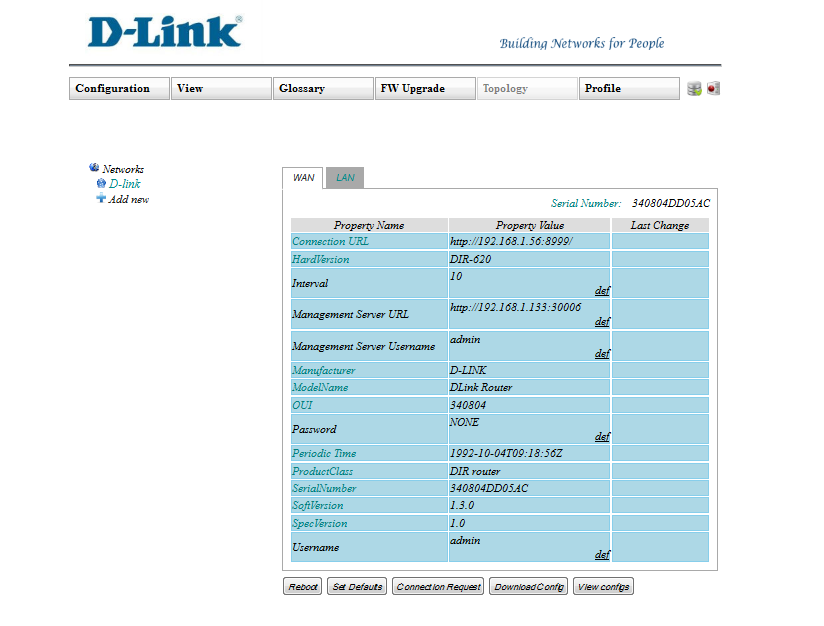 D-Link®
Building Networks for People
Configuration View Glossary FW Upgrade Topology Profile
Networks
D-link
Add new
WAN LAN
Serial Number: 340804DD05AC
Property Name Property Value Last Change
Connection URL http://192.168.1.56:8999/
HardVersion DIR-620
Interval 10 def
Management Server URL http://192.168.1.133:30006 def
Management Server Username admin def
Manufacturer D-LINK
ModelName DLink Router
OUI 340804
Password NONE def
Periodic Time 1992-10-04T09:18:56Z
ProductClass DIR router
SerialNumber 340804DD05AC
SoftVersion 1.3.0
SpecVersion 1.0
Username admin def
Reboot Set Defaults Connection Request Download Config View configs